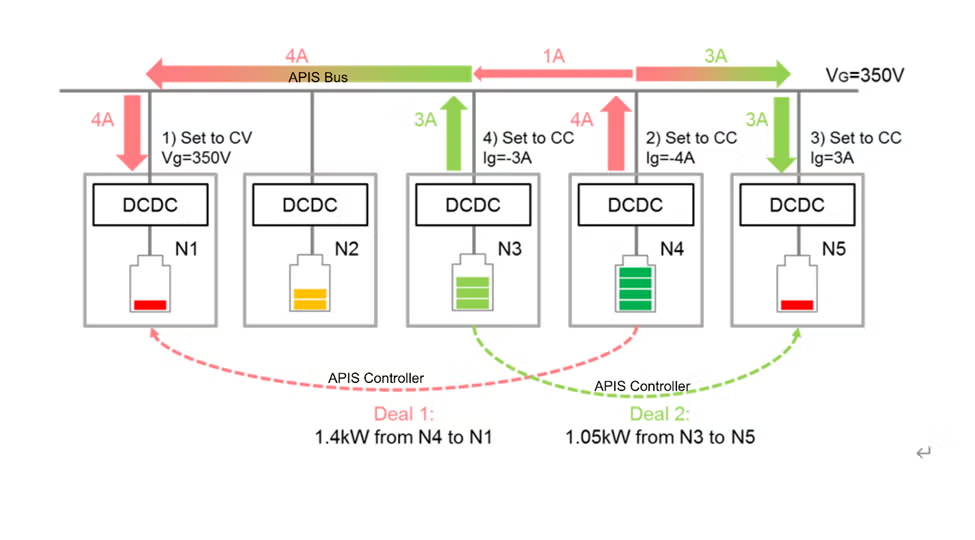 4A
1A
3A
APIS Bus
VG=350V
4A
1) Set to CV
Vg=350V
3A
4) Set to CC
Ig=-3A
4A
2) Set to CC
Ig=-4A
3A
3) Set to CC
Ig=3A
DCDC
DCDC
DCDC
DCDC
DCDC
N1
N2
N3
N4
N5
APIS Controller
APIS Controller
Deal 1:
1.4kW from N4 to N1
Deal 2:
1.05kW from N3 to N5